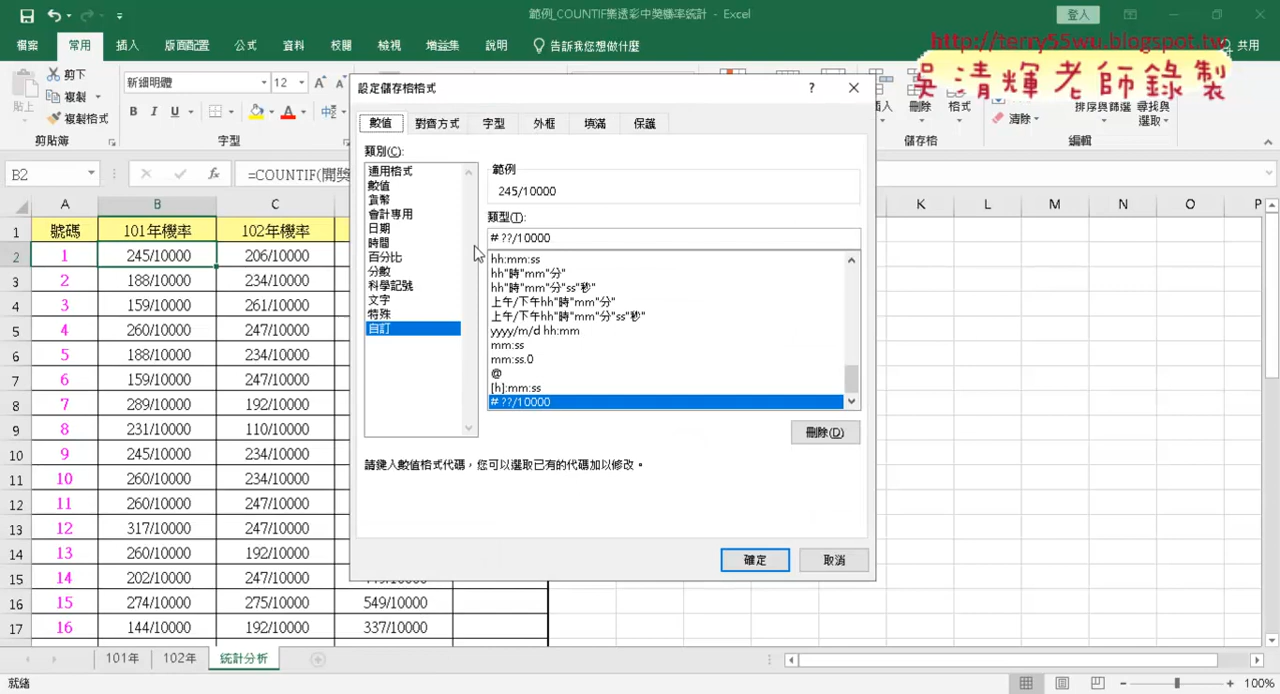 範例_COUNTIF樂透彩中獎機率統計 - Excel
登入
檔案 常用 插入 版面配置 公式 資料 校閱 檢視 增益集 說明 告訴我您想做什麼
http://terry55wu.blogspot.tw
共用
吳清輝老師錄製
貼上
剪下
複製
複製格式
剪貼簿
新細明體 12
B I U
字型
插入 刪除 格式
儲存格
清除
排序與篩選 尋找與選取
編輯
B2
fx =COUNTIF(開獎
設定儲存格格式
數值 對齊方式 字型 外框 填滿 保護
類別(C):
通用格式
數值
貨幣
會計專用
日期
時間
百分比
分數
科學記號
文字
特殊
自訂
範例
245/10000
類型(T):
# ??/10000
hh:mm:ss
hh"時"mm"分"
hh"時"mm"分"ss"秒"
上午/下午hh"時"mm"分"
上午/下午hh"時"mm"分"ss"秒"
yyyy/m/d hh:mm
mm:ss
mm:ss.0
@
[h]:mm:ss
# ??/10000
刪除(D)
請鍵入數值格式代碼，您可以選取已有的代碼加以修改。
確定 取消
A B C K L M N O P
1 號碼 101年機率 102年機率
2 1 245/10000 206/10000
3 2 188/10000 234/10000
4 3 159/10000 261/10000
5 4 260/10000 247/10000
6 5 188/10000 234/10000
7 6 159/10000 247/10000
8 7 289/10000 192/10000
9 8 231/10000 110/10000
10 9 245/10000 234/10000
11 10 260/10000 234/10000
12 11 260/10000 247/10000
13 12 317/10000 247/10000
14 13 260/10000 192/10000
15 14 202/10000 247/10000
16 15 274/10000 275/10000 549/10000
17 16 144/10000 192/10000 337/10000
101年 102年 統計分析
就緒
100%